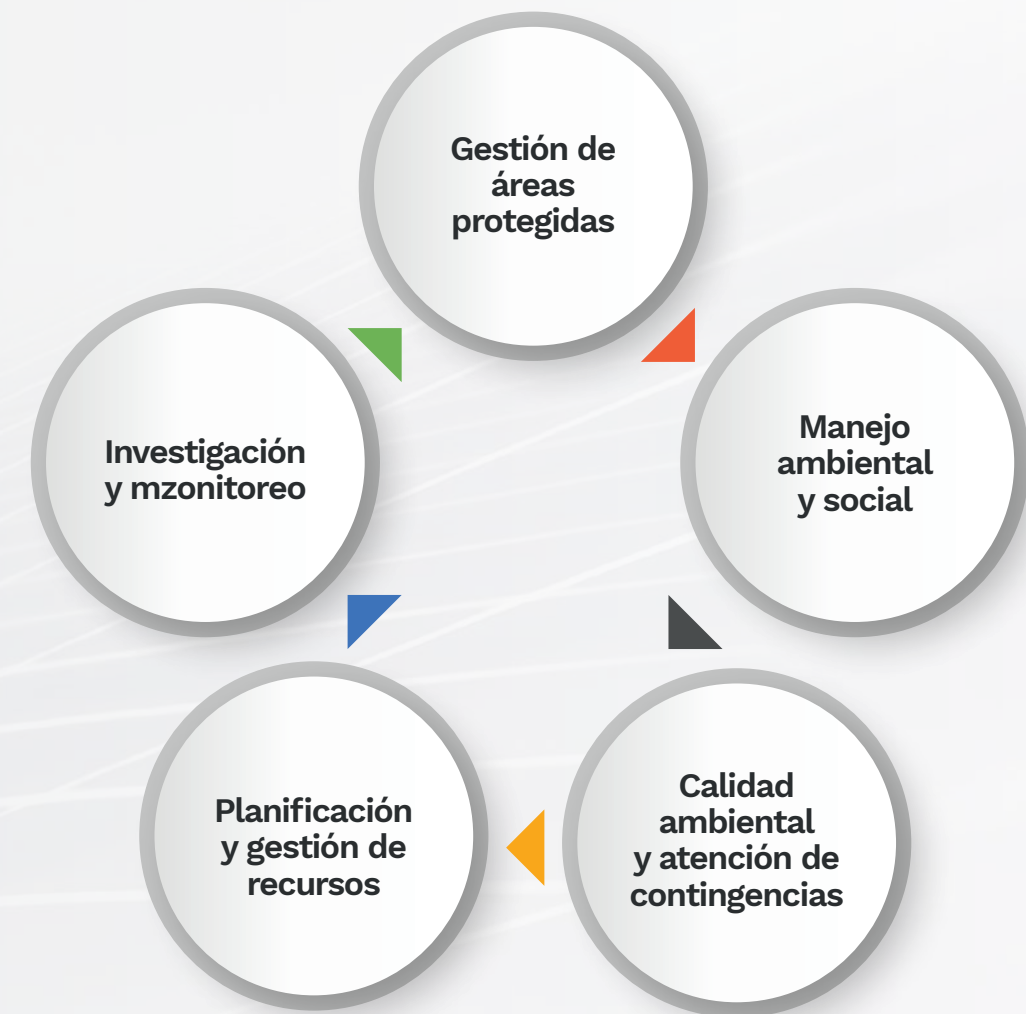 Gestión de
áreas
protegidas
Manejo
ambiental
y social
Calidad
ambiental
y atención de
contingencias
Planificación
y gestión de
recursos
Investigación
y mzonitoreo